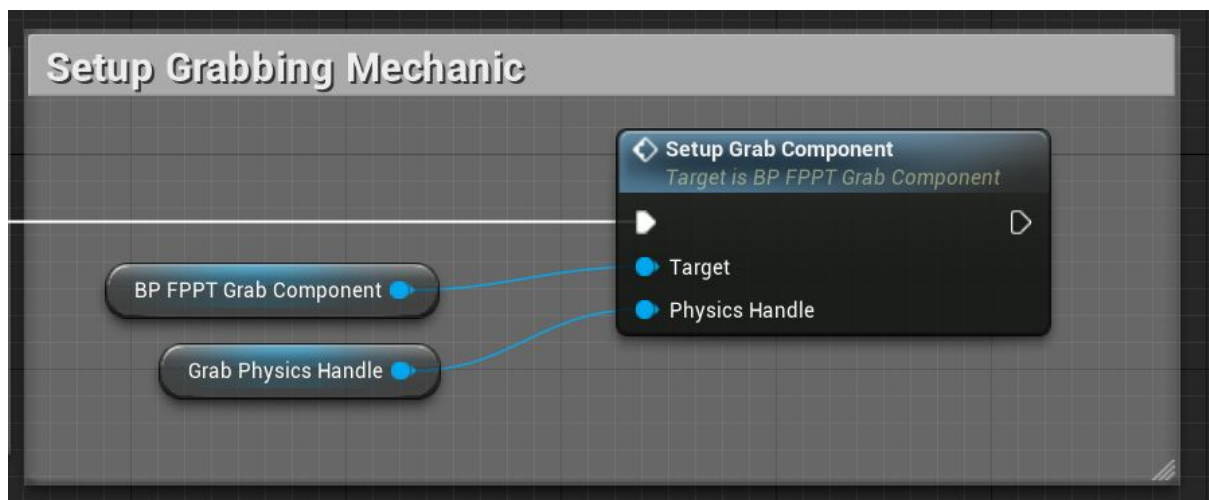 Setup Grabbing Mechanic
Setup Grab Component
Target is BP FPPT Grab Component
Target
BP FPPT Grab Component
Physics Handle
Grab Physics Handle